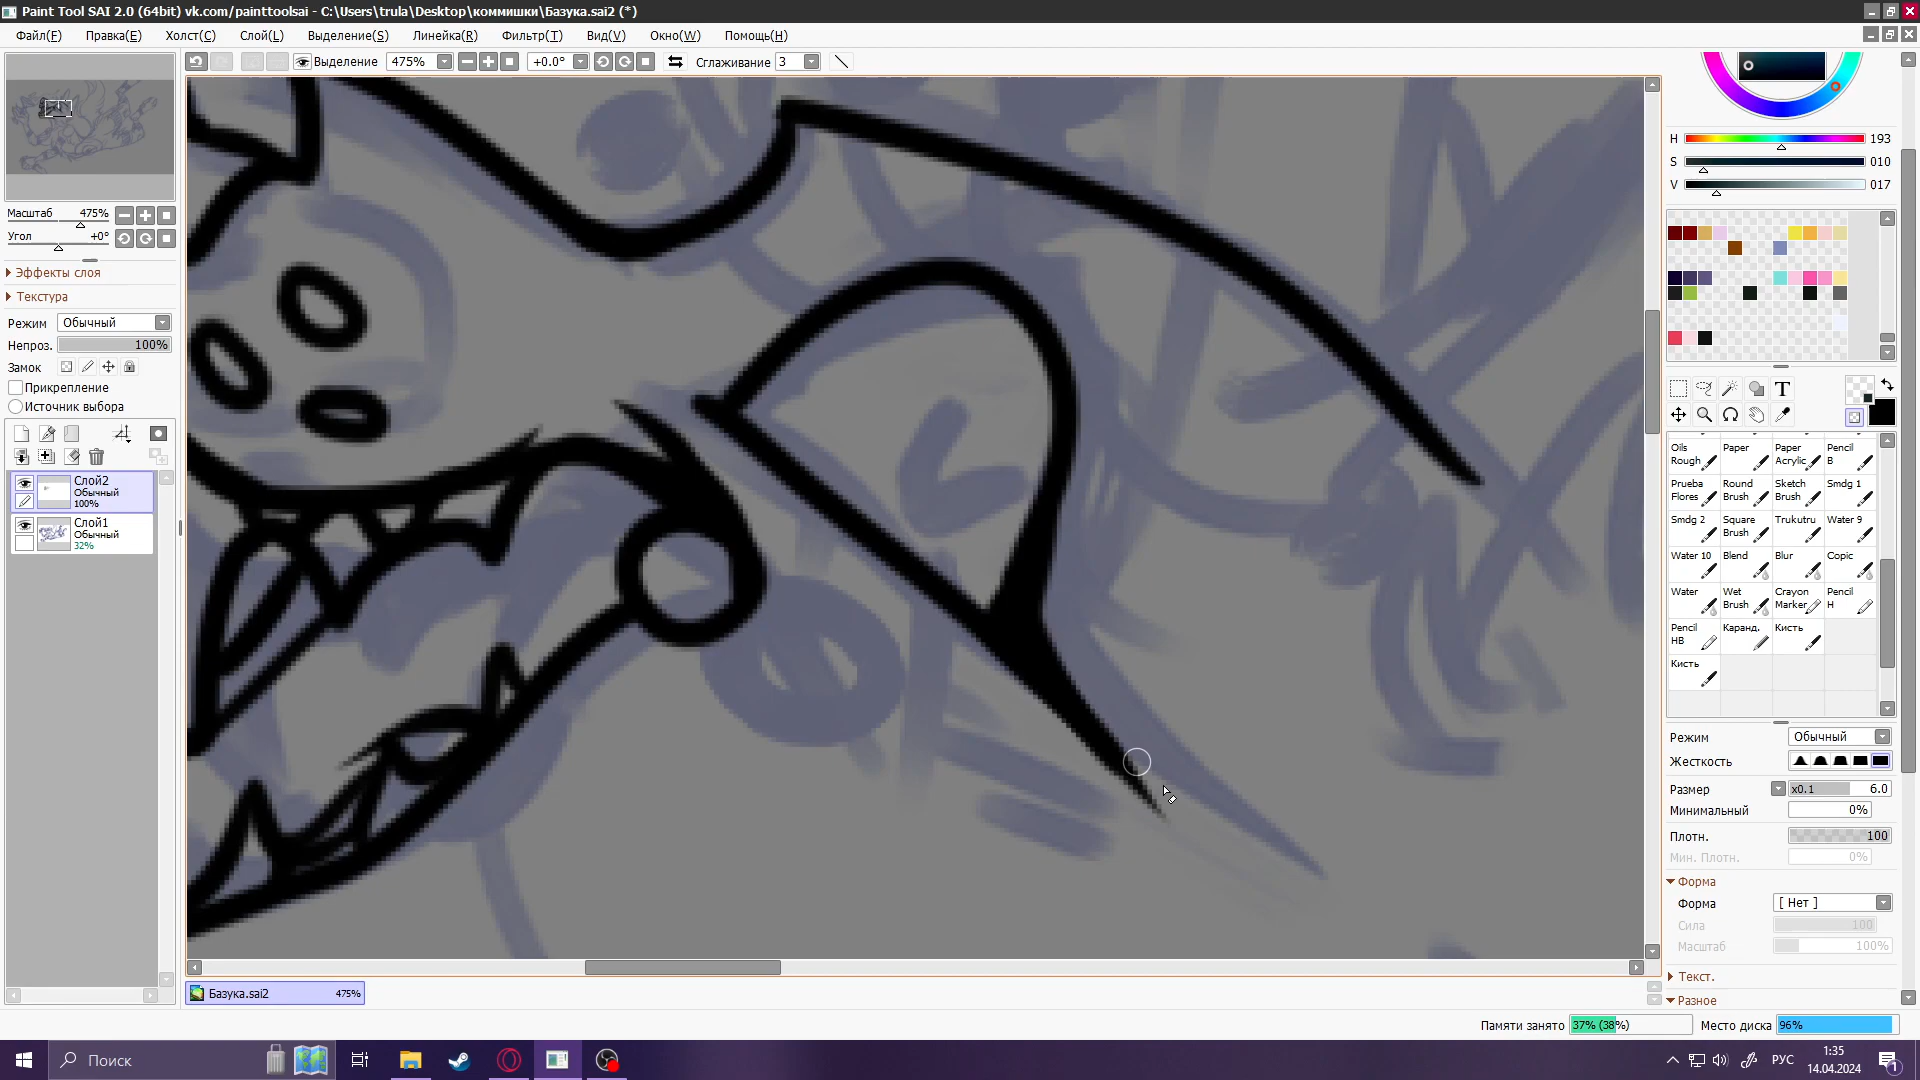 Paint Tool SAI 2.0 (64bit) vk.com/painttoolsai - C:\Users\trula\Desktop\коммишки\Базука.sai2 (*)
Файл(F) Правка(E) Холст(C) Слой(L) Выделение(S) Линейка(R) Фильтр(T) Вид(V) Окно(W) Помощь(H)
Выделение 475% +0.0° Сглаживание 3
Масштаб 475%
Угол +0°
Эффекты слоя
Текстура
Режим Обычный
Непроз. 100%
Замок
Прикрепление
Источник выбора
Слой2
Обычный
100%
Слой1
Обычный
32%
H 193
S 010
V 017
T
Oils Rough Paper Paper Acrylic Pencil B
Prueba Flores Round Brush Sketch Brush Smdg 1
Smdg 2 Square Brush Trukutru Water 9
Water 10 Blend Blur Copic
Water Wet Brush Crayon Marker Pencil H
Pencil HB Каранд. Кисть
Кисть
Режим Обычный
Жесткость
Размер x0.1 6.0
Минимальный 0%
Плотн. 100
Мин. Плотн. 0%
Форма
Форма [ Нет ]
Сила 100
Масштаб 100%
Текст.
Разное
Базука.sai2 475%
Памяти занято 37% (38%) Место диска 96%
Поиск
РУС
1:35
14.04.2024
1